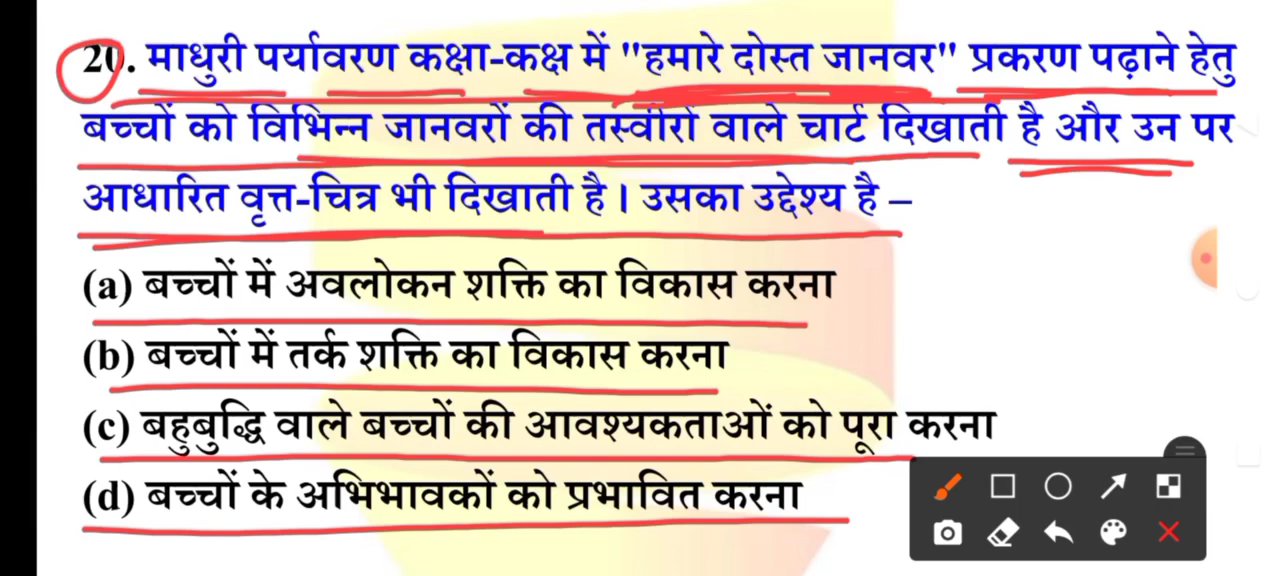 20. माधुरी पर्यावरण कक्षा-कक्ष में "हमारे दोस्त जानवर" प्रकरण पढ़ाने हेतु
बच्चों को विभिन्न जानवरों की तस्वीरों वाले चार्ट दिखाती है और उन पर
आधारित वृत्त-चित्र भी दिखाती है। उसका उद्देश्य है –
(a) बच्चों में अवलोकन शक्ति का विकास करना
(b) बच्चों में तर्क शक्ति का विकास करना
(c) बहुबुद्धि वाले बच्चों की आवश्यकताओं को पूरा करना
(d) बच्चों के अभिभावकों को प्रभावित करना